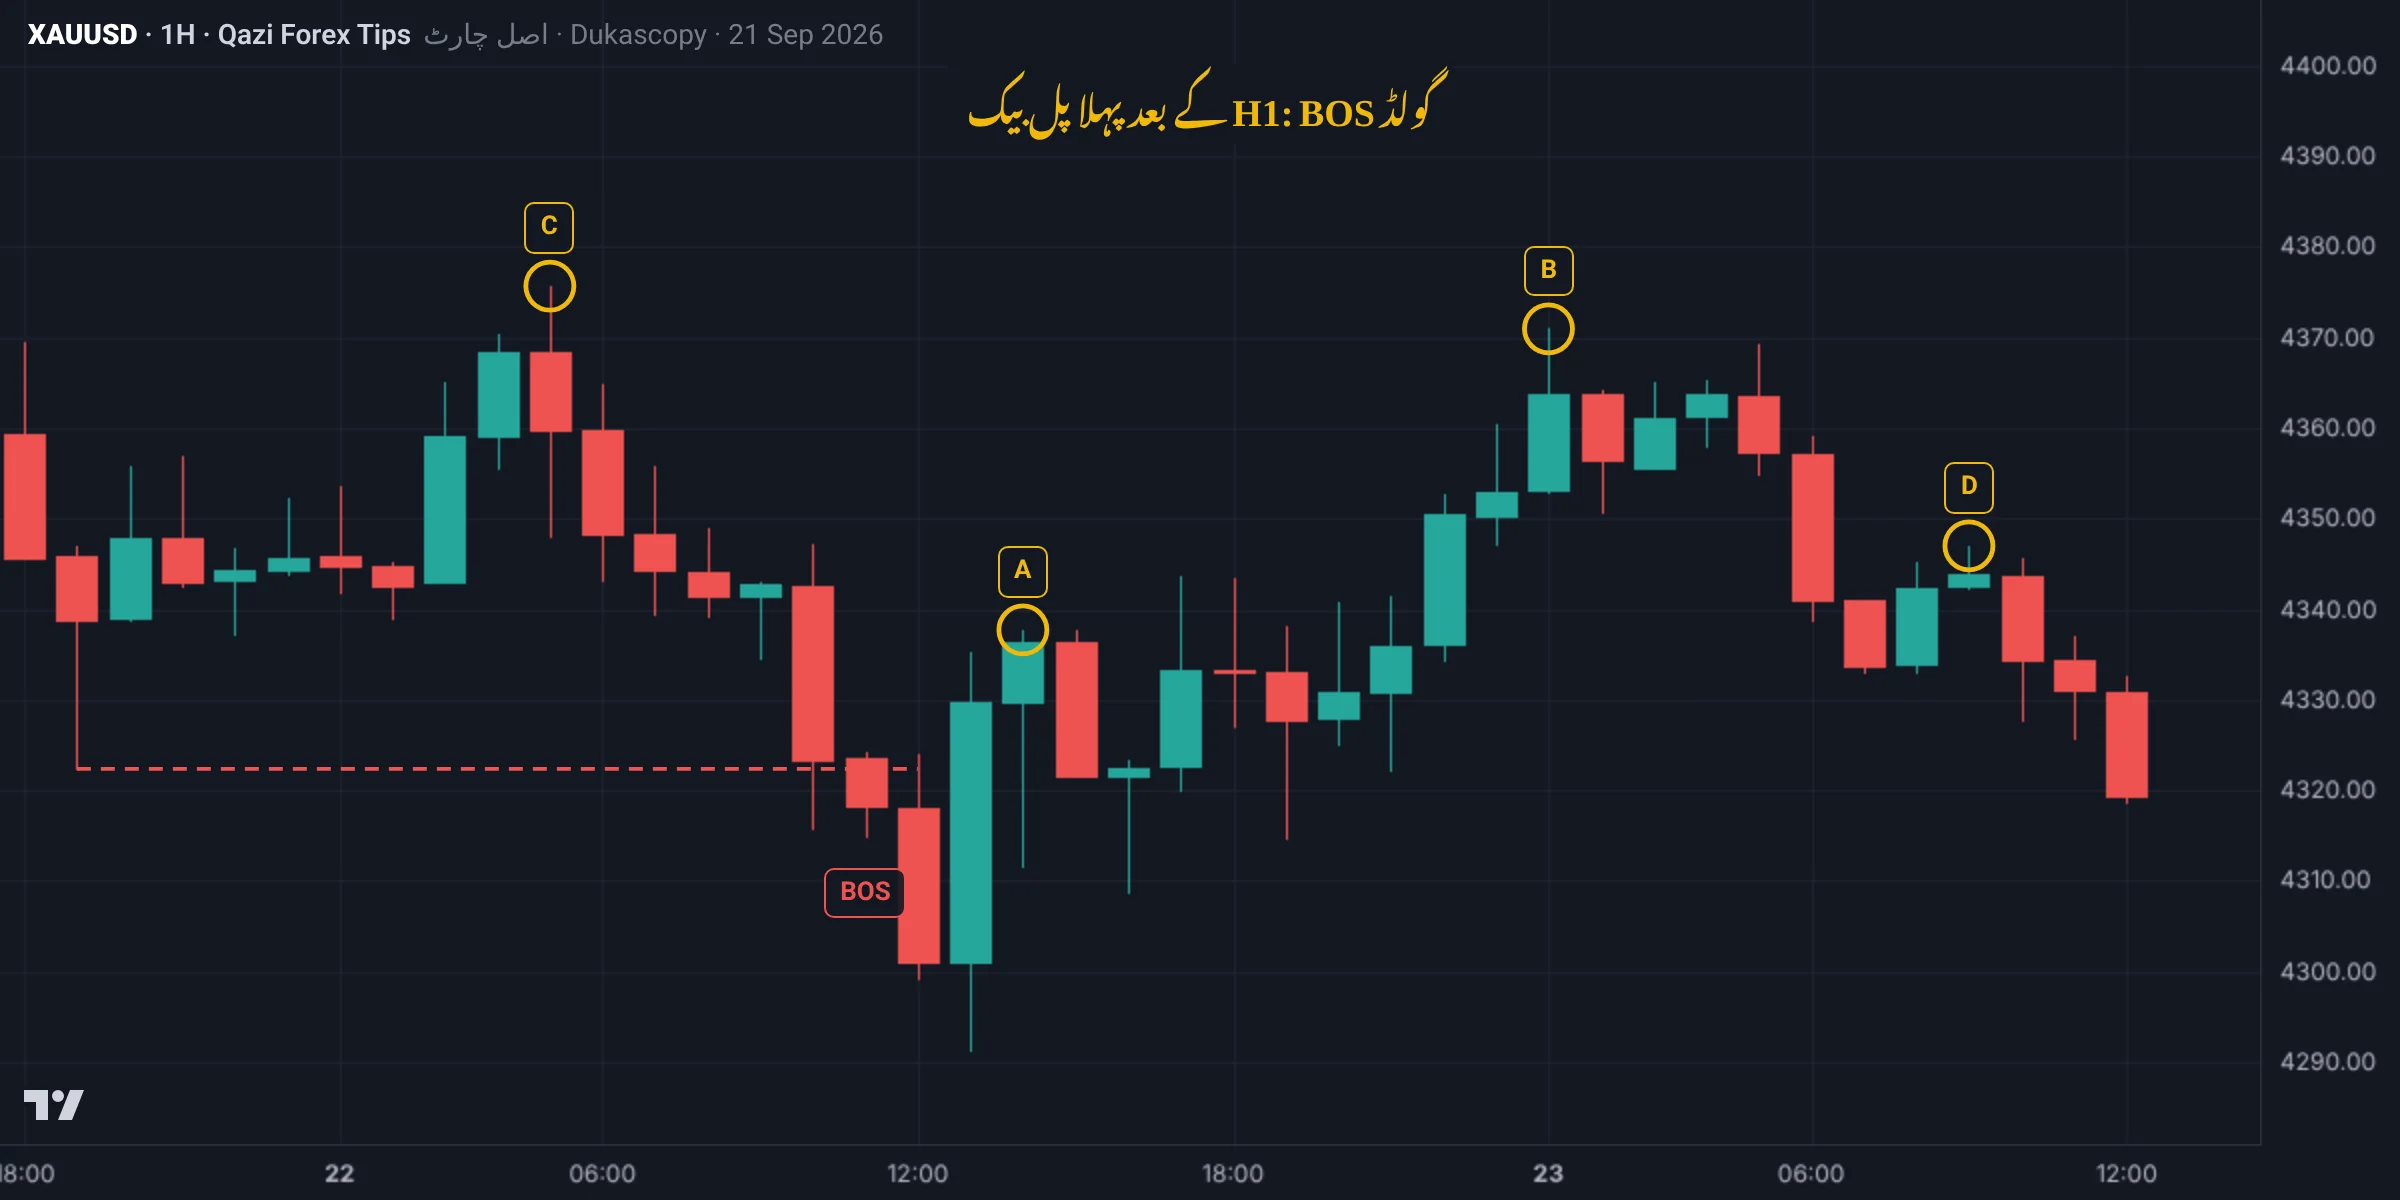 XAUUSD · 1H · Qazi Forex Tips اصل چارٹ · Dukascopy · 21 Sep 2026
گولڈ H1: BOS کے بعد پہلا پل بیک
4400.00
4390.00
C
4380.00
B
4370.00
4360.00
D
4350.00
A
4340.00
4330.00
4320.00
BOS
4310.00
4300.00
4290.00
18:00 22 06:00 12:00 18:00 23 06:00 12:00